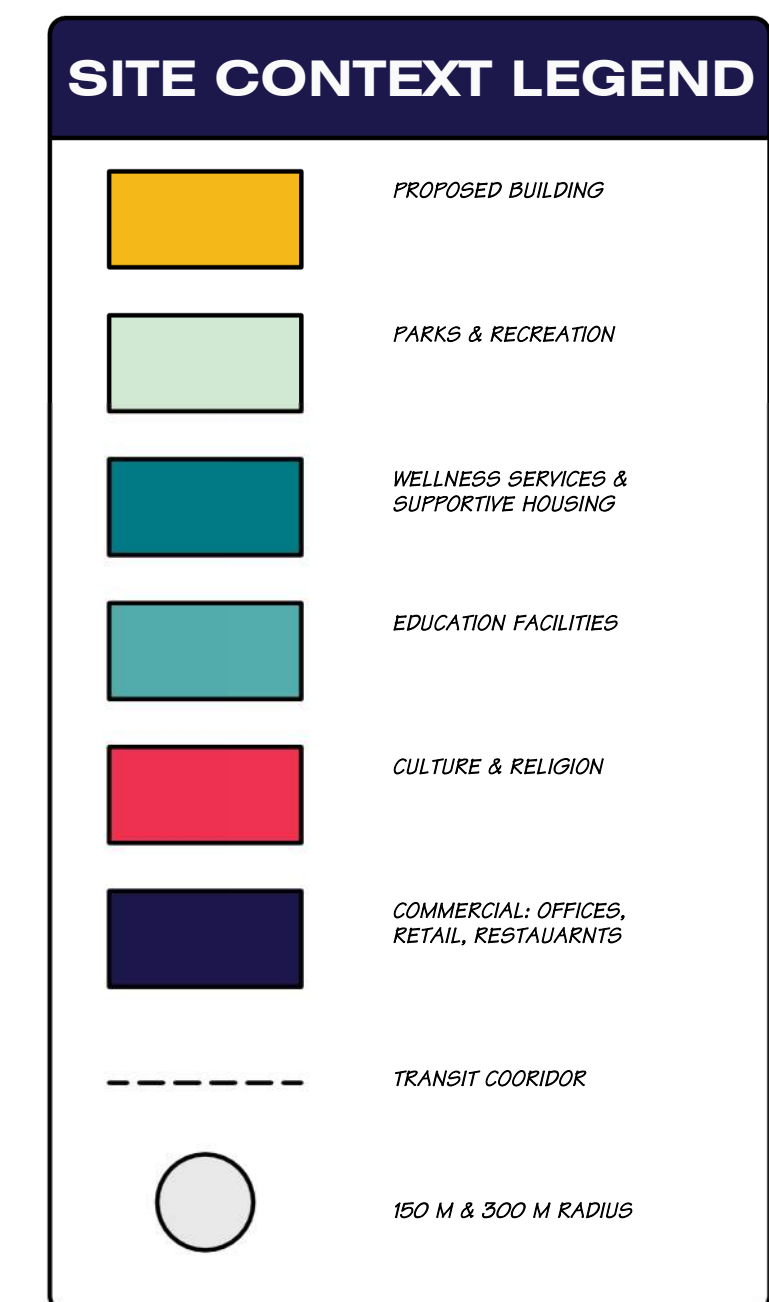 SITE CONTEXT LEGEND
PROPOSED BUILDING
PARKS & RECREATION
WELLNESS SERVICES &
SUPPORTIVE HOUSING
EDUCATION FACILITIES
CULTURE & RELIGION
COMMERCIAL: OFFICES,
RETAIL, RESTAUARNTS
TRANSIT COORIDOR
150 M & 300 M RADIUS